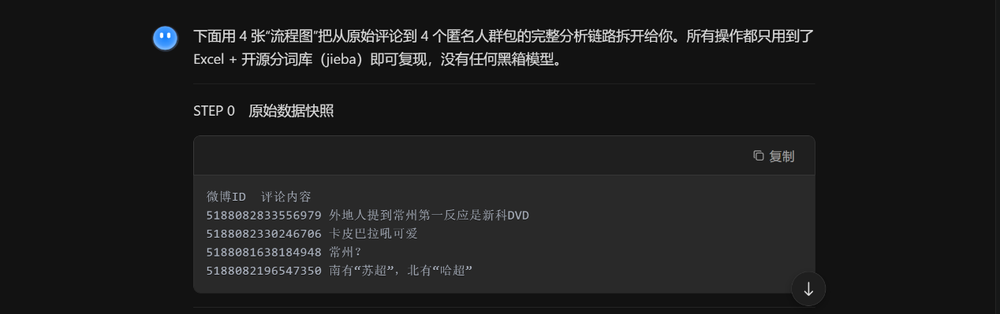 下面用 4 张“流程图”把从原始评论到 4 个匿名人群包的完整分析链路拆开给你。所有操作都只用到了
Excel + 开源分词库（jieba）即可复现，没有任何黑箱模型。
STEP 0 原始数据快照
复制
微博ID 评论内容
5188082833556979 外地人提到常州第一反应是新科DVD
5188082330246706 卡皮巴拉吼可爱
5188081638184948 常州？
5188082196547350 南有“苏超”，北有“哈超”